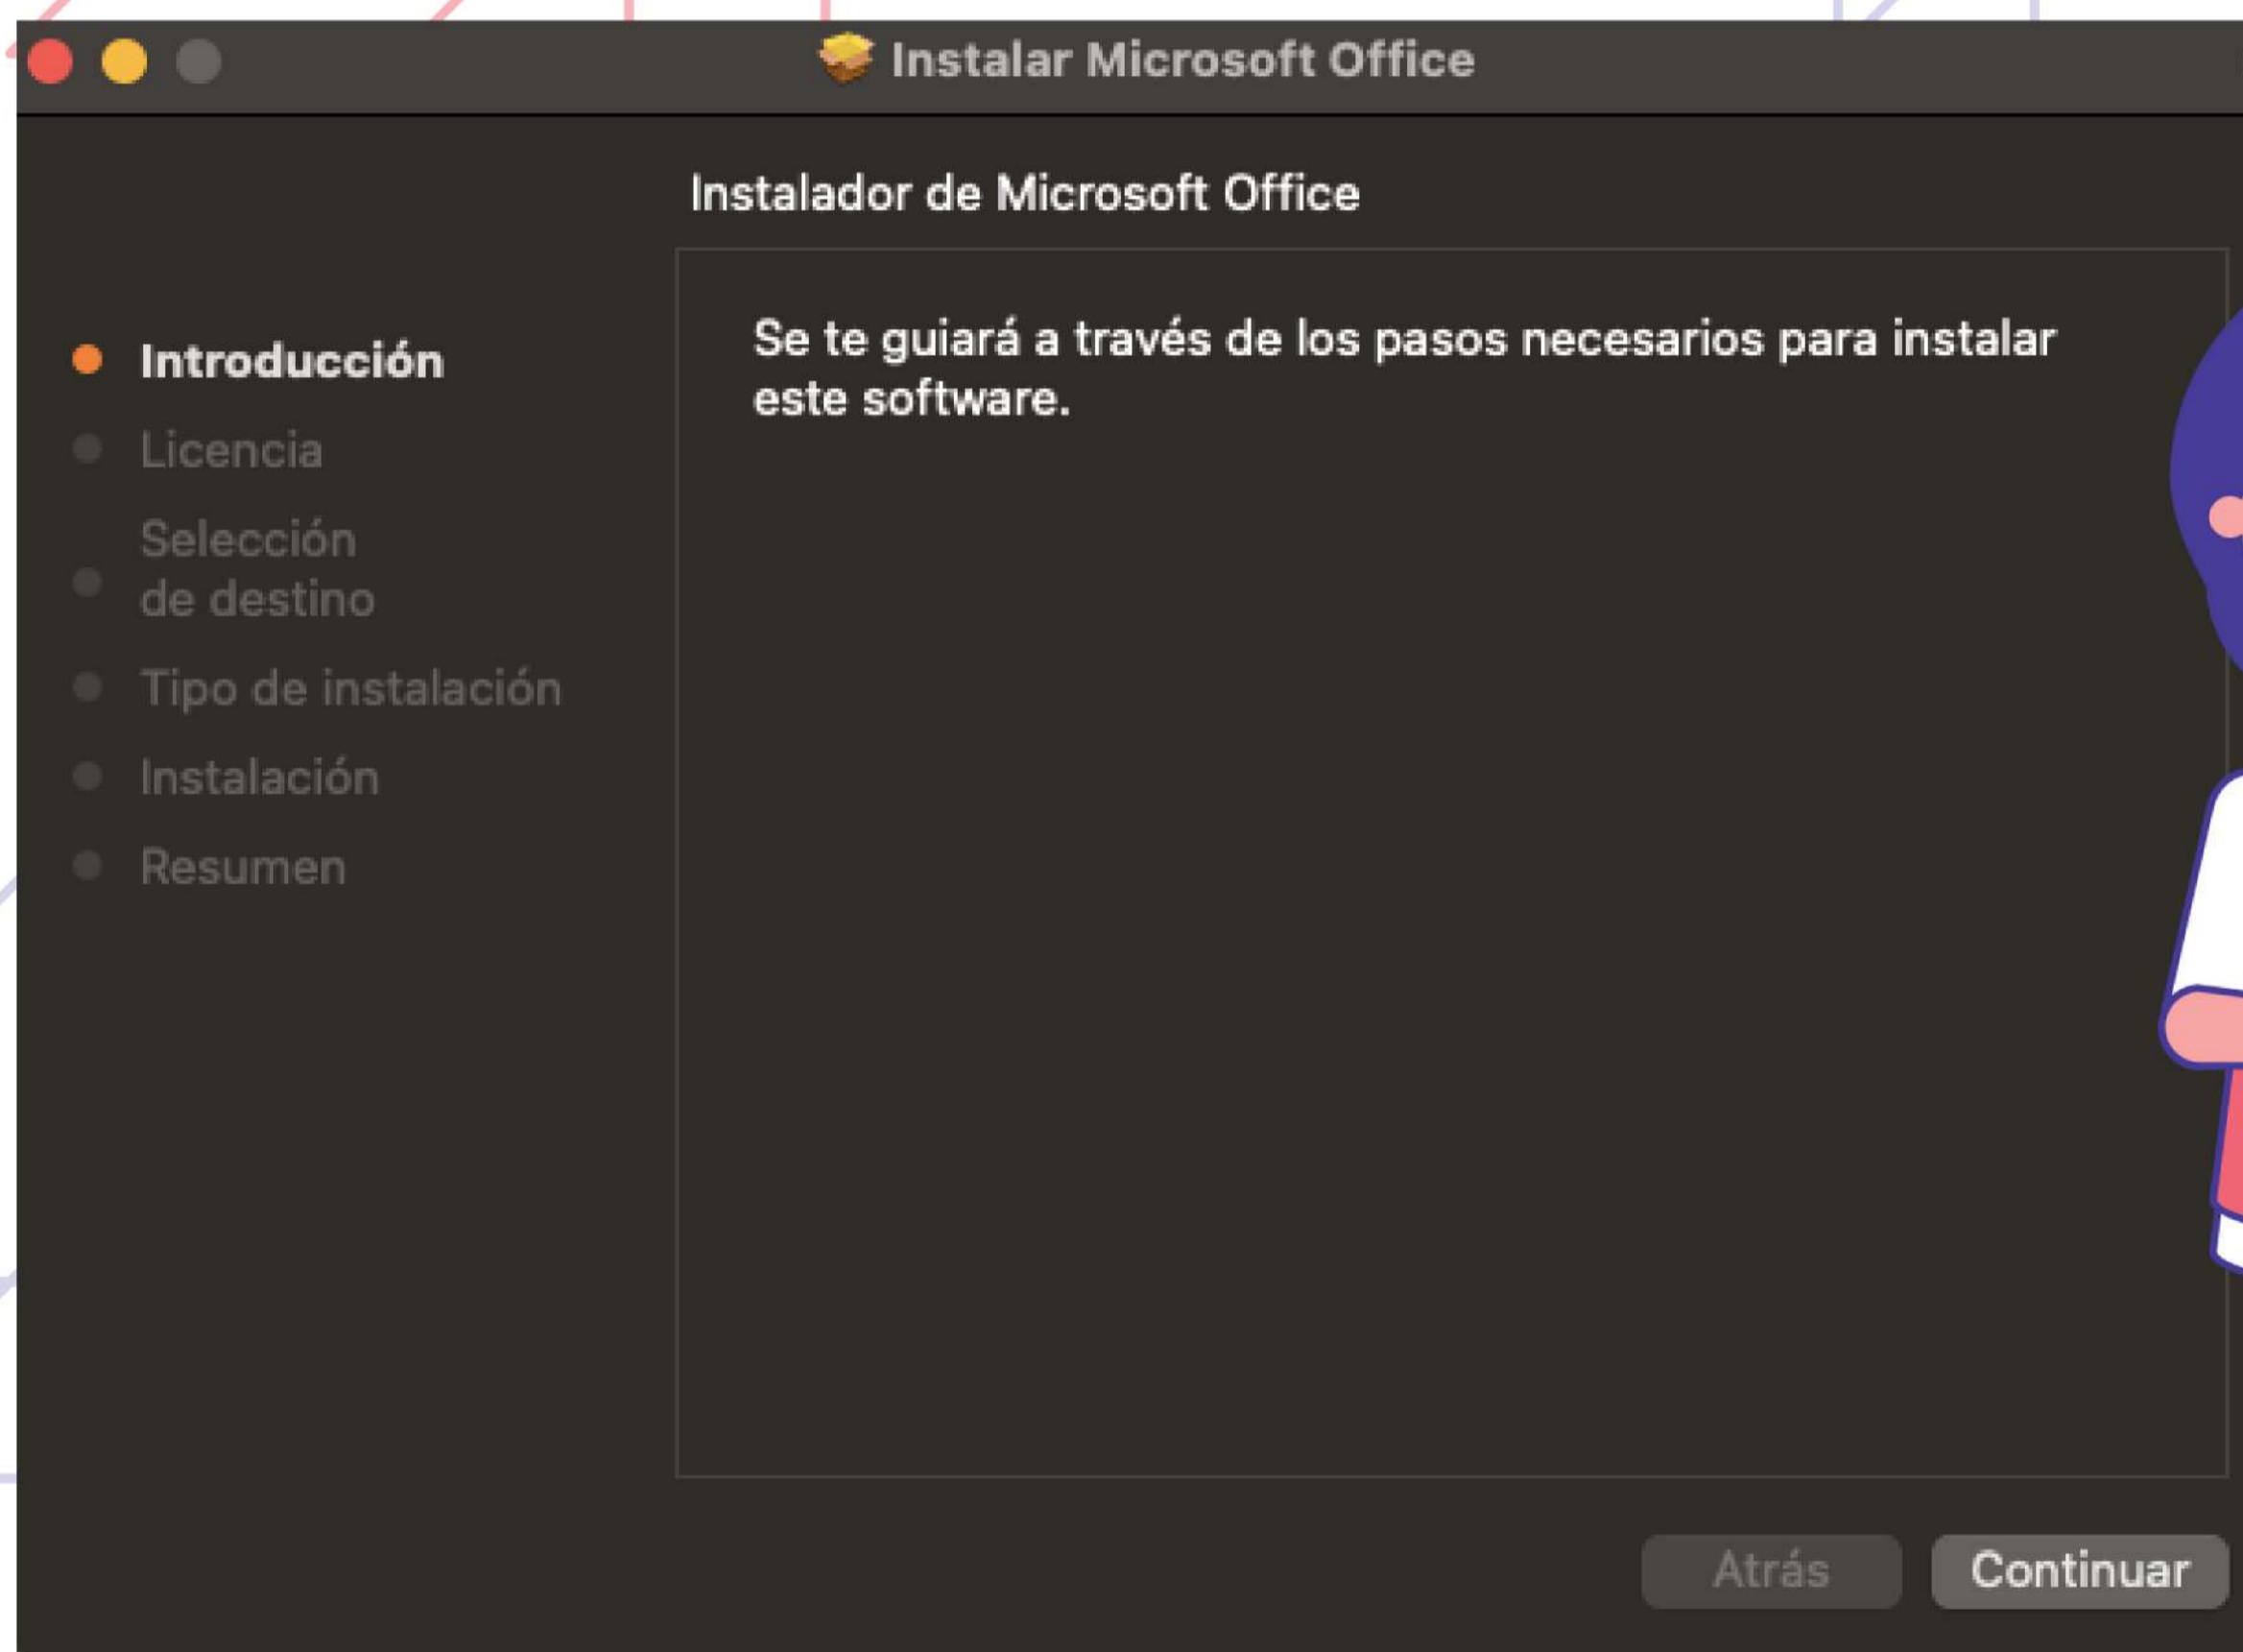 Instalar Microsoft Office
Instalador de Microsoft Office
Introducción
Licencia
Selección
de destino
Tipo de instalación
Instalación
Resumen
Se te guiará a través de los pasos necesarios para instalar
este software.
Atrás
Continuar